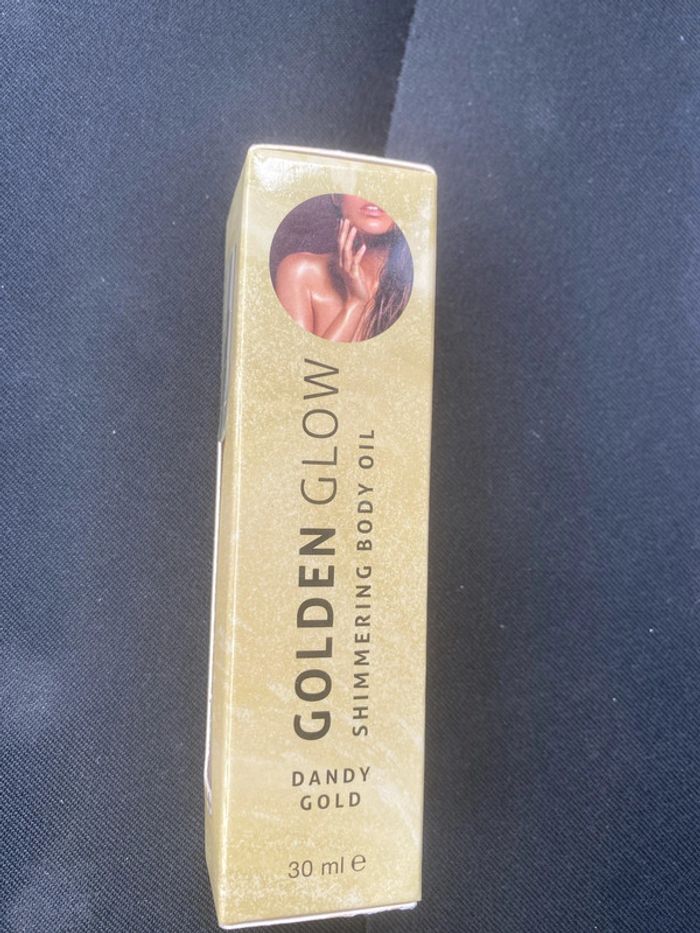 GOLDEN GLOW
SHIMMERING BODY OIL
DANDY
GOLD
30 ml e